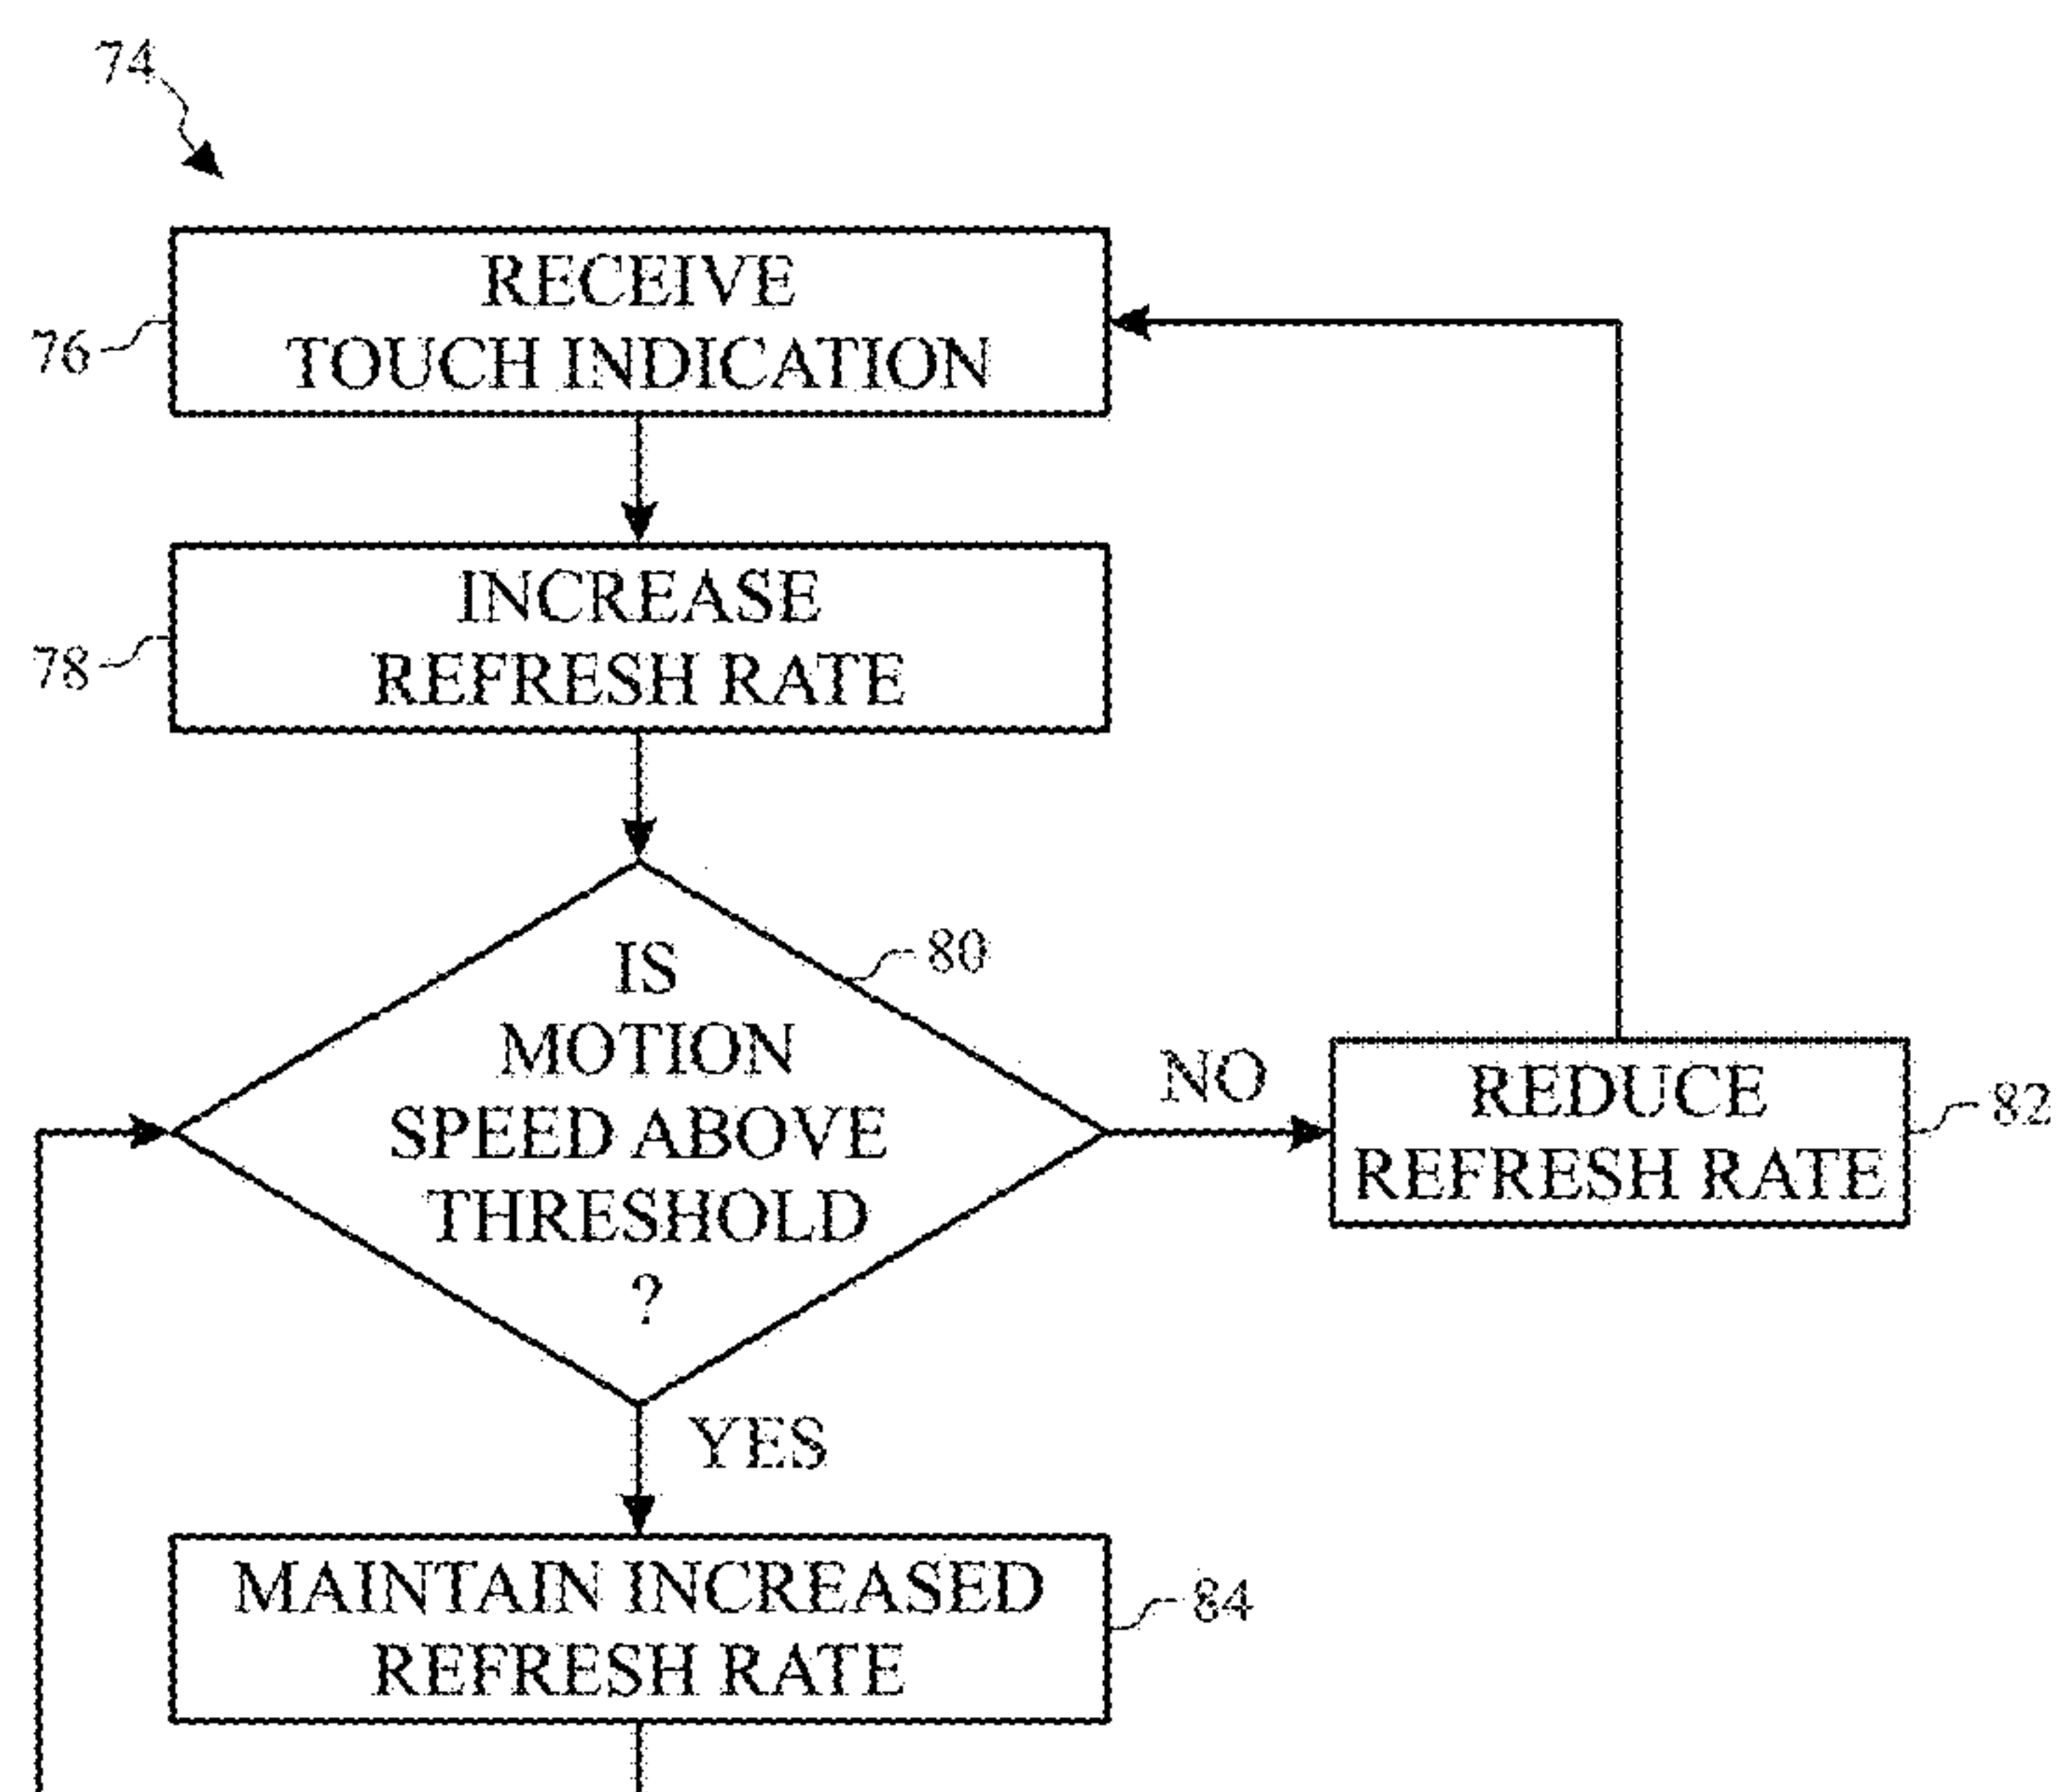 74
RECEIVE
TOUCH INDICATION
76
INCREASE
REFRESH RATE
78
IS
MOTION
SPEED ABOVE
THRESHOLD
?
80
NO
REDUCE
REFRESH RATE
82
YES
MAINTAIN INCREASED
REFRESH RATE
84